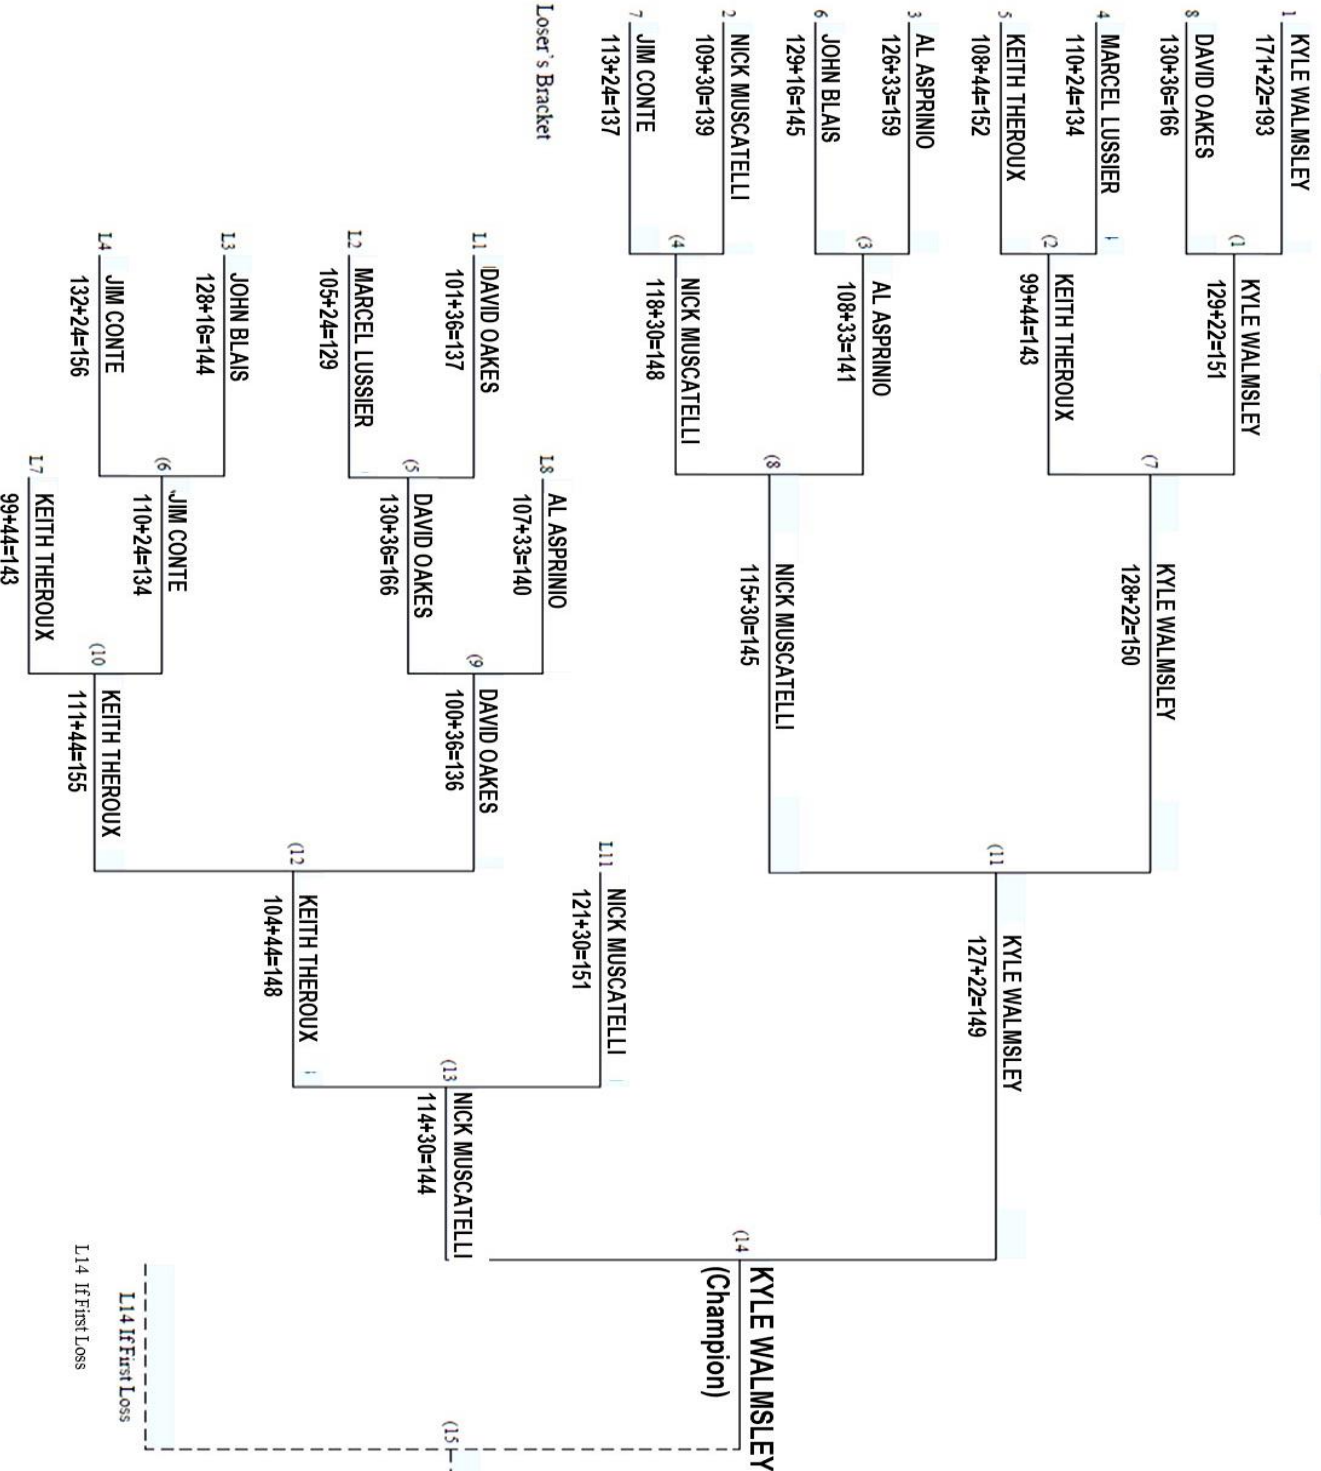 1
KYLE WALMSLEY
171+22=193
(1
KYLE WALMSLEY
129+22=151
8
DAVID OAKES
130+36=166
(7
KYLE WALMSLEY
128+22=150
4
MARCEL LUSSIER
110+24=134
(2
KEITH THEROUX
99+44=143
5
KEITH THEROUX
108+44=152
(11
KYLE WALMSLEY
127+22=149
3
AL ASPRINIO
126+33=159
(3
AL ASPRINIO
108+33=141
6
JOHN BLAIS
129+16=145
(8
NICK MUSCATELLI
115+30=145
2
NICK MUSCATELLI
109+30=139
(4
NICK MUSCATELLI
118+30=148
7
JIM CONTE
113+24=137
(14
KYLE WALMSLEY
(Champion)
Loser's Bracket
L11
NICK MUSCATELLI
121+30=151
L8
AL ASPRINIO
107+33=140
L1
DAVID OAKES
101+36=137
(9
DAVID OAKES
100+36=136
(5
DAVID OAKES
130+36=166
L2
MARCEL LUSSIER
105+24=129
(13
NICK MUSCATELLI
114+30=144
(15
(12
KEITH THEROUX
104+44=148
L3
JOHN BLAIS
128+16=144
(6
JIM CONTE
110+24=134
L4
JIM CONTE
132+24=156
(10
KEITH THEROUX
111+44=155
L7
KEITH THEROUX
99+44=143
L14 If First Loss
L14 If First Loss